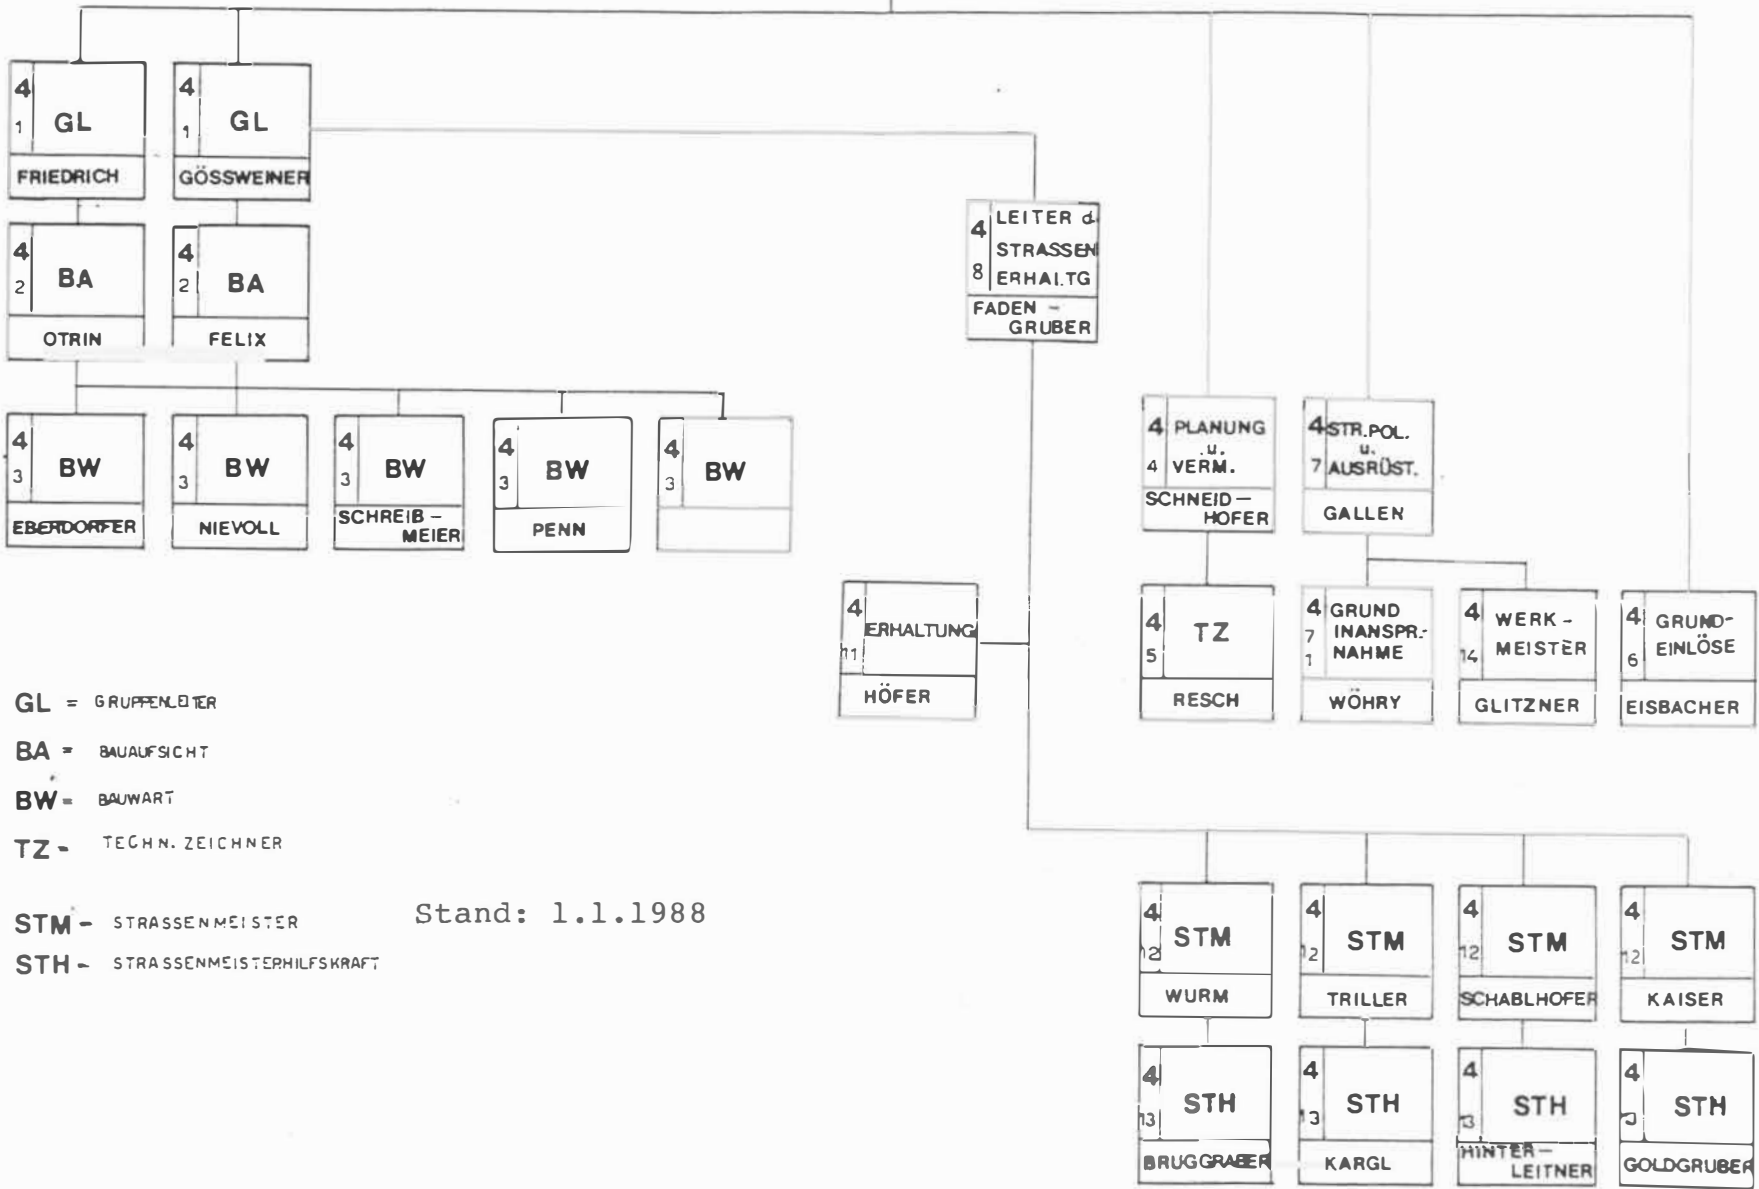 4
1
GL
FRIEDRICH
4
1
GL
GÖSSWEINER
4
2
BA
OTRIN
4
2
BA
FELIX
4
8
LEITER d.
STRASSEN
ERHALTG
FADEN-
GRUBER
4
3
BW
EBERDORFER
4
3
BW
NIEVOLL
4
3
BW
SCHREIB-
MEIER
4
3
BW
PENN
4
3
BW
4
4
PLANUNG
u.
VERM.
SCHNEID-
HOFER
4
7
STR.POL.
u.
AUSRÜST.
GALLEN
4
11
ERHALTUNG
HÖFER
4
5
TZ
RESCH
4
7
1
GRUND
INANSPR.-
NAHME
WÖHRY
4
14
WERK-
MEISTER
GLITZNER
4
6
GRUND-
EINLÖSE
EISBACHER
GL = GRUPPENLEITER
BA = BAUAUFSICHT
BW = BAUWART
TZ - TECHN. ZEICHNER
STM - STRASSENMEISTER
STH - STRASSENMEISTERHILFSKRAFT
Stand: 1.1.1988
4
12
STM
WURM
4
12
STM
TRILLER
4
12
STM
SCHABLHOFER
4
12
STM
KAISER
4
13
STH
BRUGGRABER
4
13
STH
KARGL
4
13
STH
HINTER-
LEITNER
4
13
STH
GOLDGRUBER